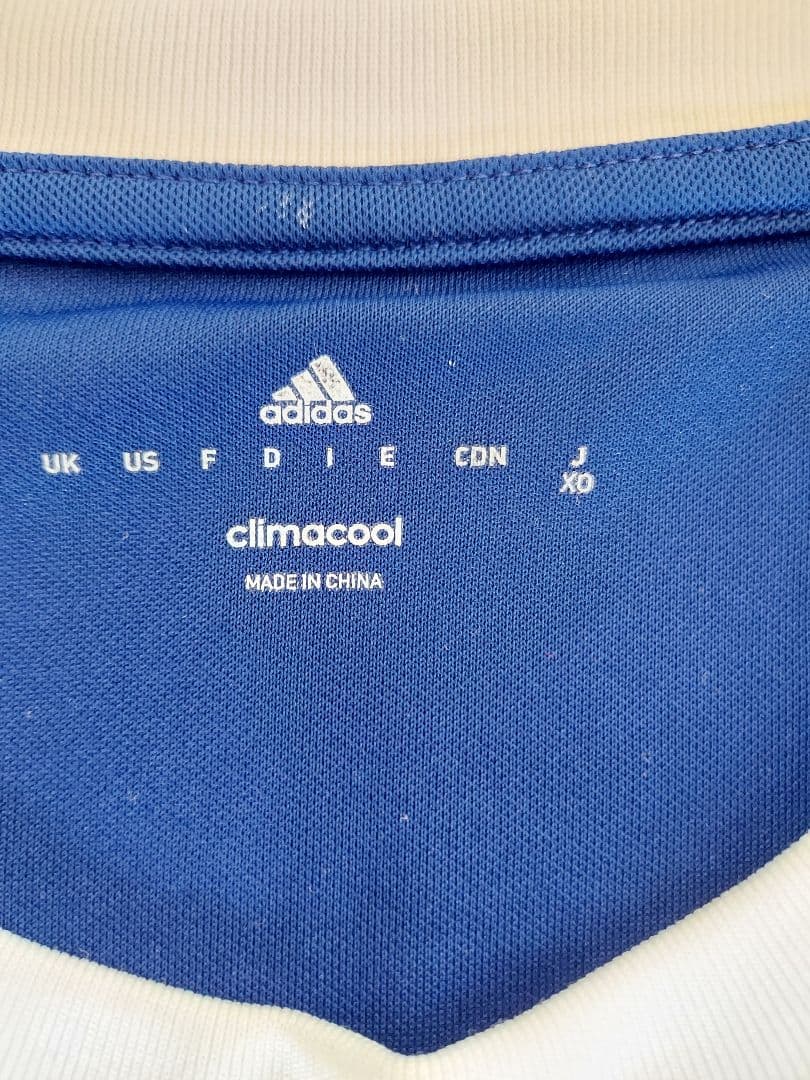 adidas
UK US F D I E CDN J
XO
climacool
MADE IN CHINA